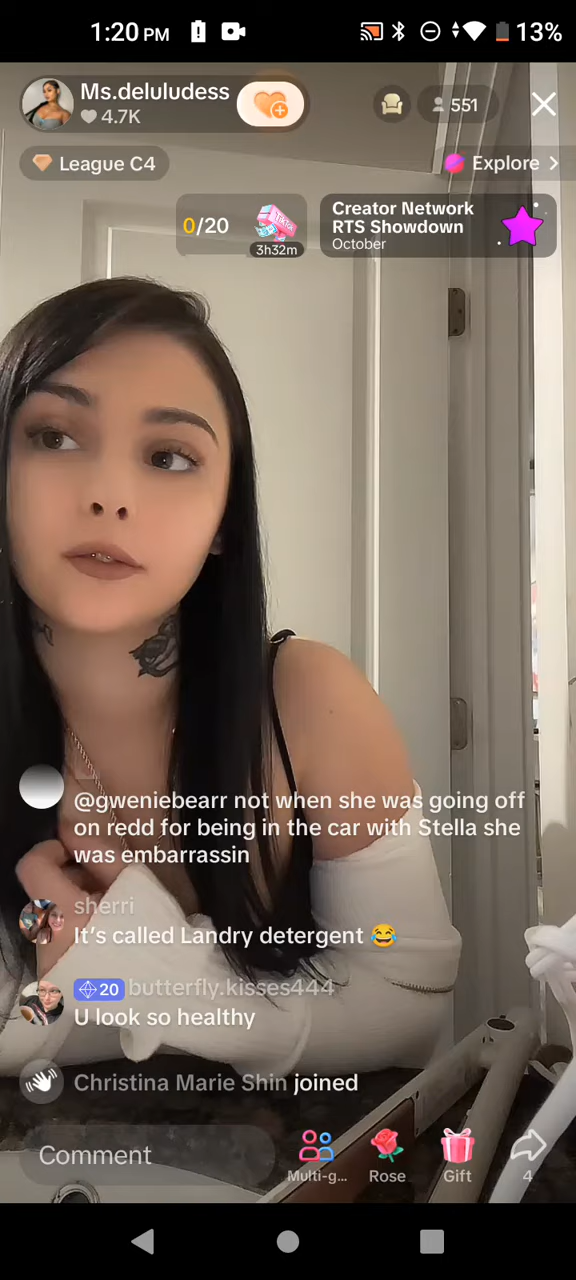 1:20 PM
13%
Ms.deluludess
4.7K
551
League C4
Explore >
0/20
TikTok
3h32m
Creator Network
RTS Showdown
October
@gweniebearr not when she was going off
on redd for being in the car with Stella she
was embarrassin
sherri
It's called Landry detergent 😂
20 butterfly.kisses444
U look so healthy
Christina Marie Shin joined
Comment
Multi-g...
Rose
Gift
4